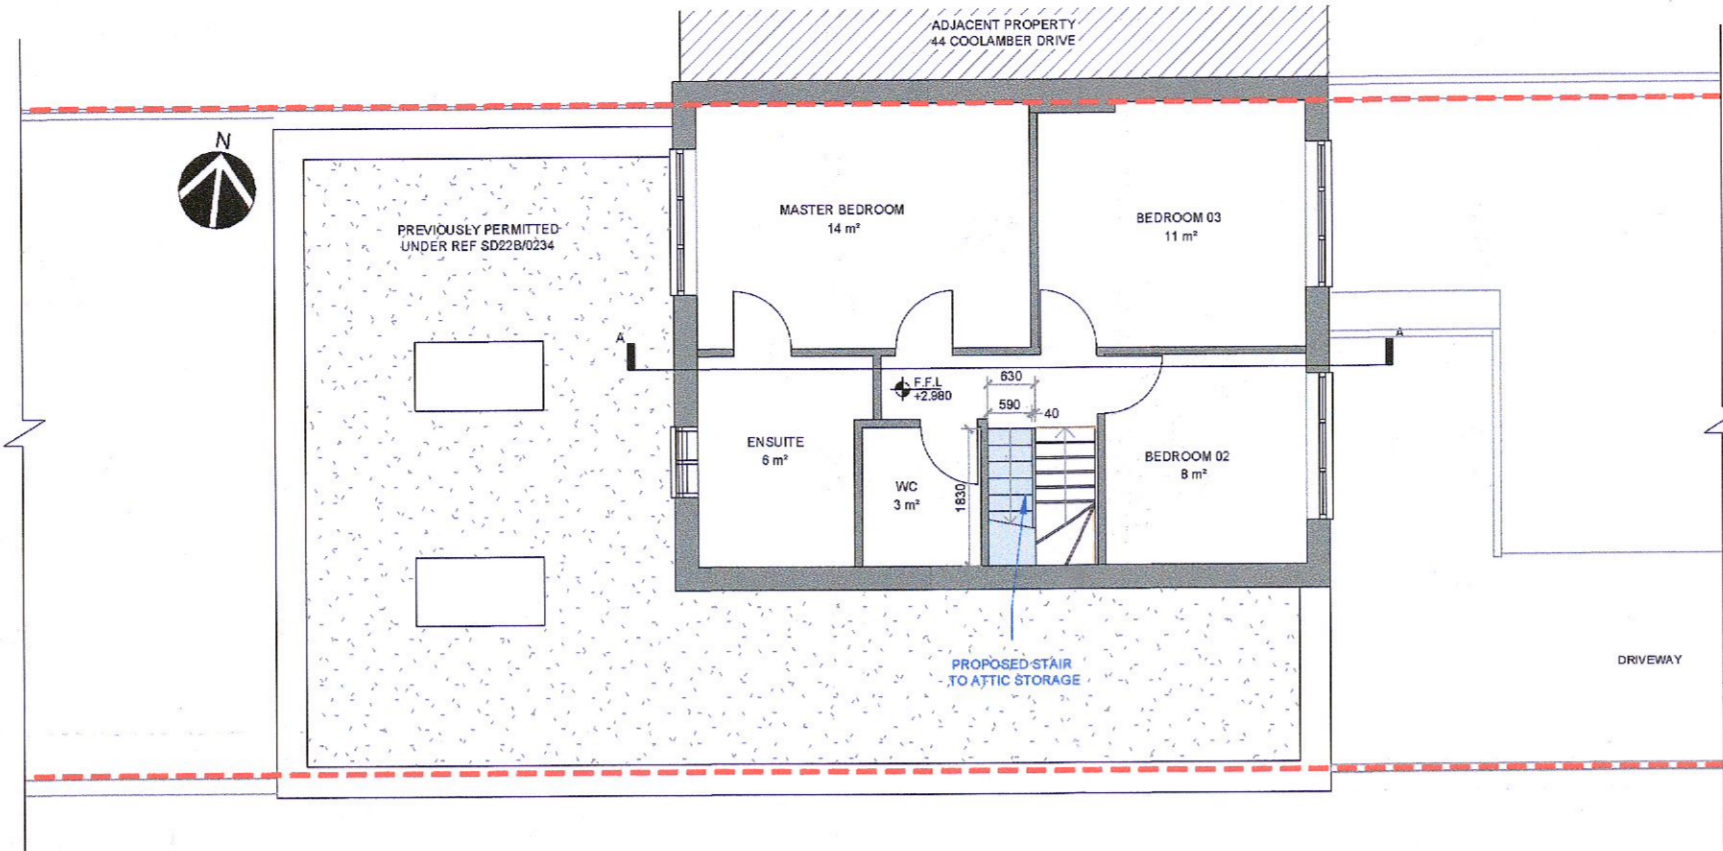 ADJACENT PROPERTY
44 COOLAMBER DRIVE
N
MASTER BEDROOM
14 m²
BEDROOM 03
11 m²
PREVIOUSLY PERMITTED
UNDER REF SD22B/0234
A
A
F.F.L
+2.980
630
590
40
ENSUITE
6 m²
WC
3 m²
1830
BEDROOM 02
8 m²
PROPOSED STAIR
TO ATTIC STORAGE
DRIVEWAY